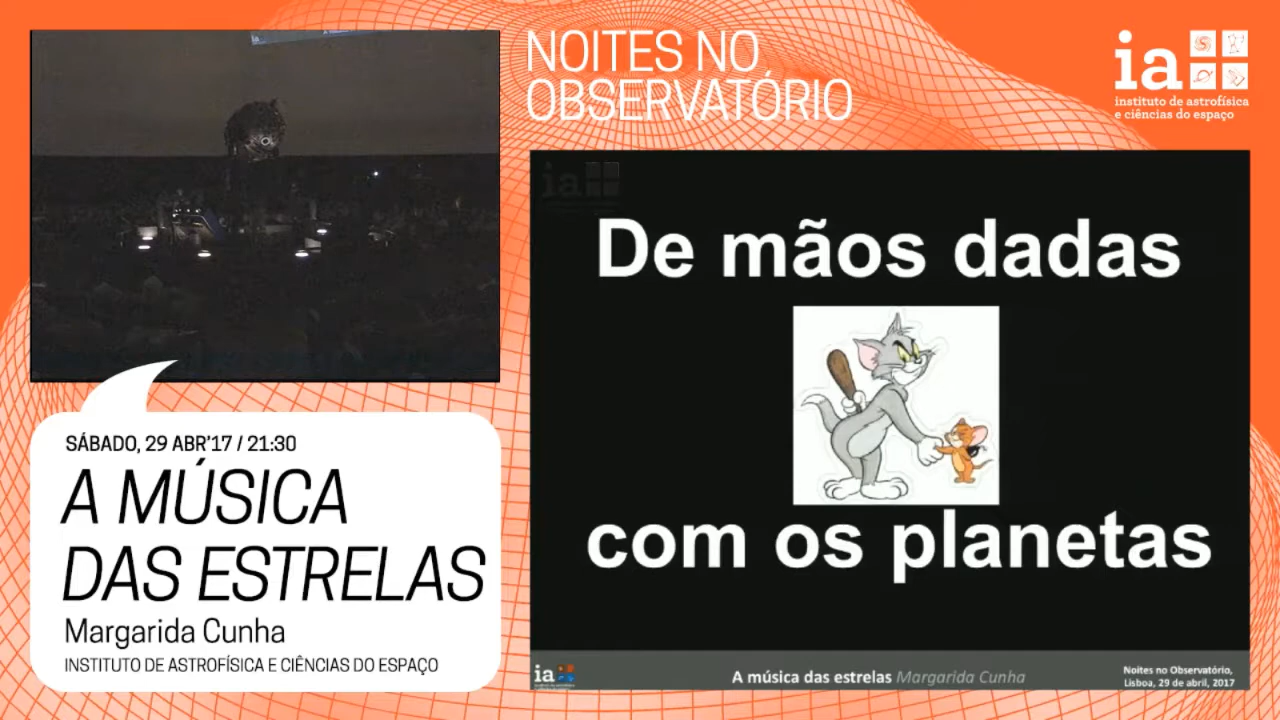 NOITES NO
OBSERVATÓRIO
ia
instituto de astrofísica
e ciências do espaço
SÁBADO, 29 ABR'17 / 21:30
A MÚSICA
DAS ESTRELAS
Margarida Cunha
INSTITUTO DE ASTROFÍSICA E CIÊNCIAS DO ESPAÇO
ia
De mãos dadas
com os planetas
ia
A música das estrelas Margarida Cunha
Noites no Observatório,
Lisboa, 29 de abril, 2017